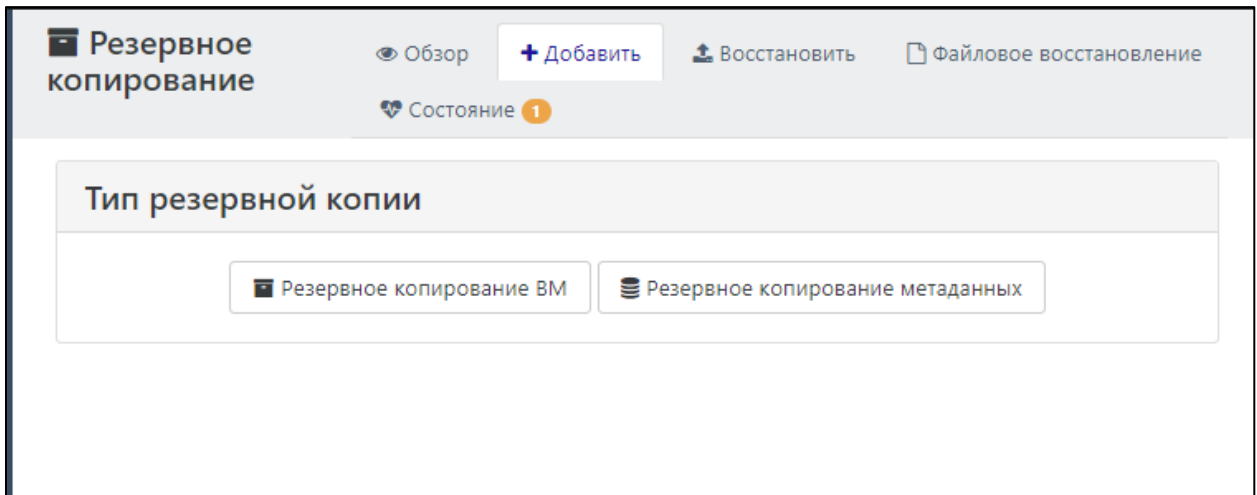 Резервное
копирование
Обзор
Добавить
Восстановить
Файловое восстановление
Состояние 1
Тип резервной копии
Резервное копирование ВМ
Резервное копирование метаданных